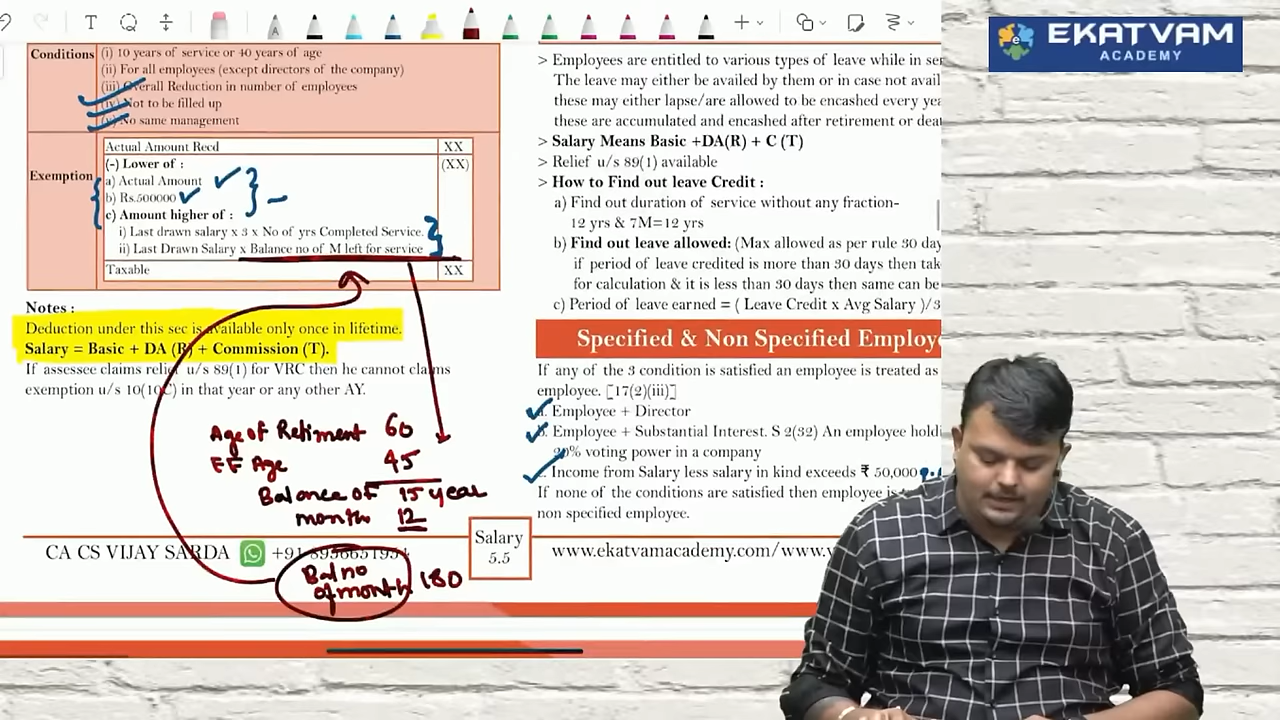 EKATVAM
ACADEMY
Conditions
(i) 10 years of service or 40 years of age
(ii) For all employees (except directors of the company)
(iii) Overall Reduction in number of employees
(iv) Not to be filled up
(v) No same management
Exemption
Actual Amount Recd XX
(-) Lower of : (XX)
a) Actual Amount
b) Rs.500000
c) Amount higher of :
i) Last drawn salary x 3 x No of yrs Completed Service.
ii) Last Drawn Salary x Balance no of M left for service
Taxable XX
Notes :
Deduction under this sec is available only once in lifetime.
Salary = Basic + DA (R) + Commission (T).
If assessee claims relief u/s 89(1) for VRC then he cannot claims
exemption u/s 10(10C) in that year or any other AY.
Age of Retiment 60
Age 45
Balance of 15 year
month 12
Bal no
of month 180
CA CS VIJAY SARDA
Salary
5.5
> Employees are entitled to various types of leave while in
The leave may either be availed by them or in case not
these may either lapse/are allowed to be encashed every
these are accumulated and encashed after retirement or
> Salary Means Basic +DA(R) + C (T)
> Relief u/s 89(1) available
> How to Find out leave Credit :
a) Find out duration of service without any fraction-
12 yrs & 7M=12 yrs
b) Find out leave allowed: (Max allowed as per rule 30
if period of leave credited is more than 30 days then
for calculation & it is less than 30 days then same can be
c) Period of leave earned = ( Leave Credit x Avg Salary )/3
Specified & Non Specified
If any of the 3 condition is satisfied an employee is treated as
employee. [17(2)(iii)]
Employee + Director
Employee + Substantial Interest. S 2(32) An employee
voting power in a company
Income from Salary less salary in kind exceeds ₹ 50,000
If none of the conditions are satisfied then employee is
non specified employee.
www.ekatvamacademy.com/www.